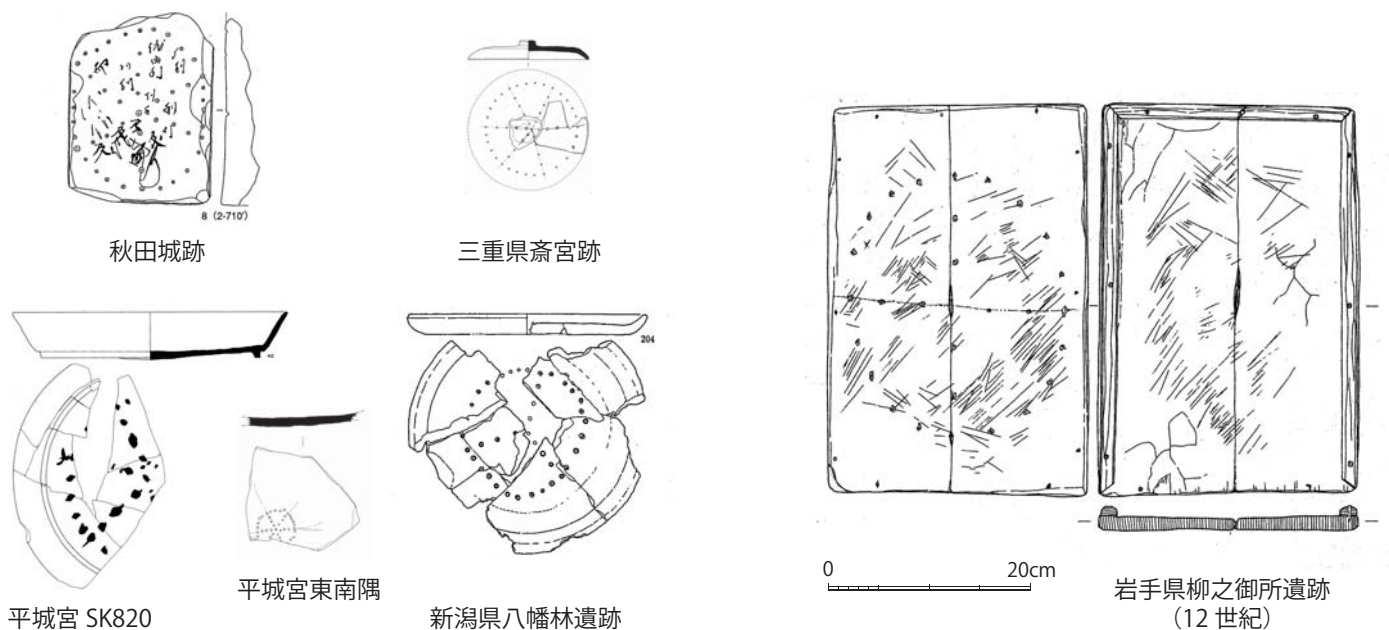 8 (2-710')
秋田城跡
三重県斎宮跡
42
平城宮 SK820
平城宮東南隅
204
新潟県八幡林遺跡
0 20cm
岩手県柳之御所遺跡
（12 世紀）